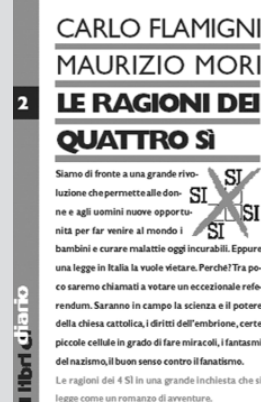 CARLO FLAMIGNI
MAURIZIO MORI
2
LE RAGIONI DEI
QUATTRO SÌ
Siamo di fronte a una grande rivo-
luzione che permette alle don-
ne e agli uomini nuove opportu-
nità per far venire al mondo i
SI
SI
SI
SI
bambini e curare malattie oggi incurabili. Eppure
una legge in Italia la vuole vietare. Perché? Tra po-
co saremo chiamati a votare un eccezionale refe-
rendum. Saranno in campo la scienza e il potere
della chiesa cattolica, i diritti dell'embrione, certe
piccole cellule in grado di fare miracoli, i fantasmi
del nazismo, il buon senso contro il fanatismo.
Le ragioni dei 4 SÌ in una grande inchiesta che si
legge come un romanzo di avventure.
I libri di diario